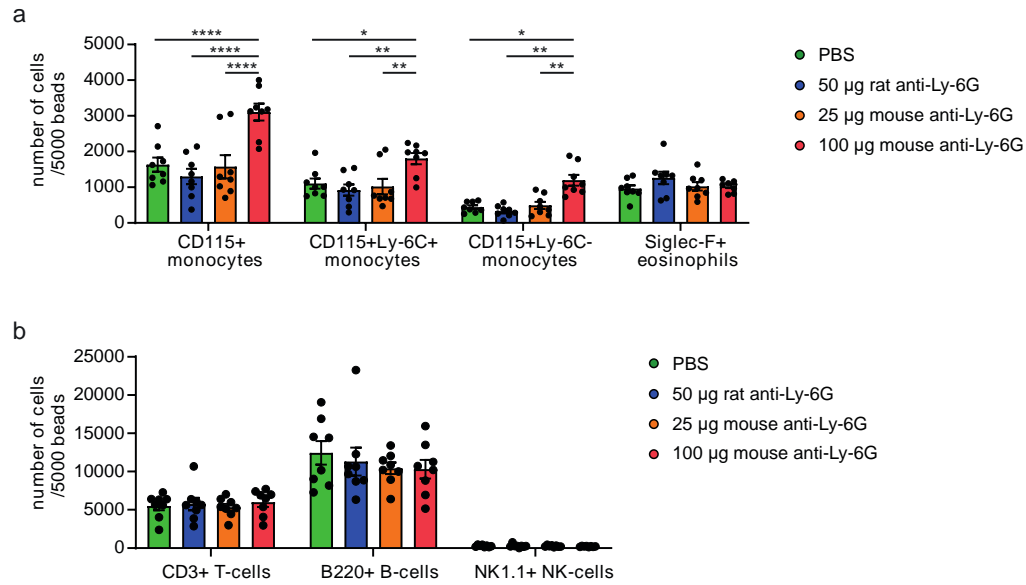 a
number of cells
/5000 beads
5000
4000
3000
2000
1000
0
****
****
****
*
**
**
*
**
**
CD115+
monocytes
CD115+Ly-6C+
monocytes
CD115+Ly-6C-
monocytes
Siglec-F+
eosinophils
PBS
50 µg rat anti-Ly-6G
25 µg mouse anti-Ly-6G
100 µg mouse anti-Ly-6G
b
number of cells
/5000 beads
25000
20000
15000
10000
5000
0
CD3+ T-cells
B220+ B-cells
NK1.1+ NK-cells
PBS
50 µg rat anti-Ly-6G
25 µg mouse anti-Ly-6G
100 µg mouse anti-Ly-6G